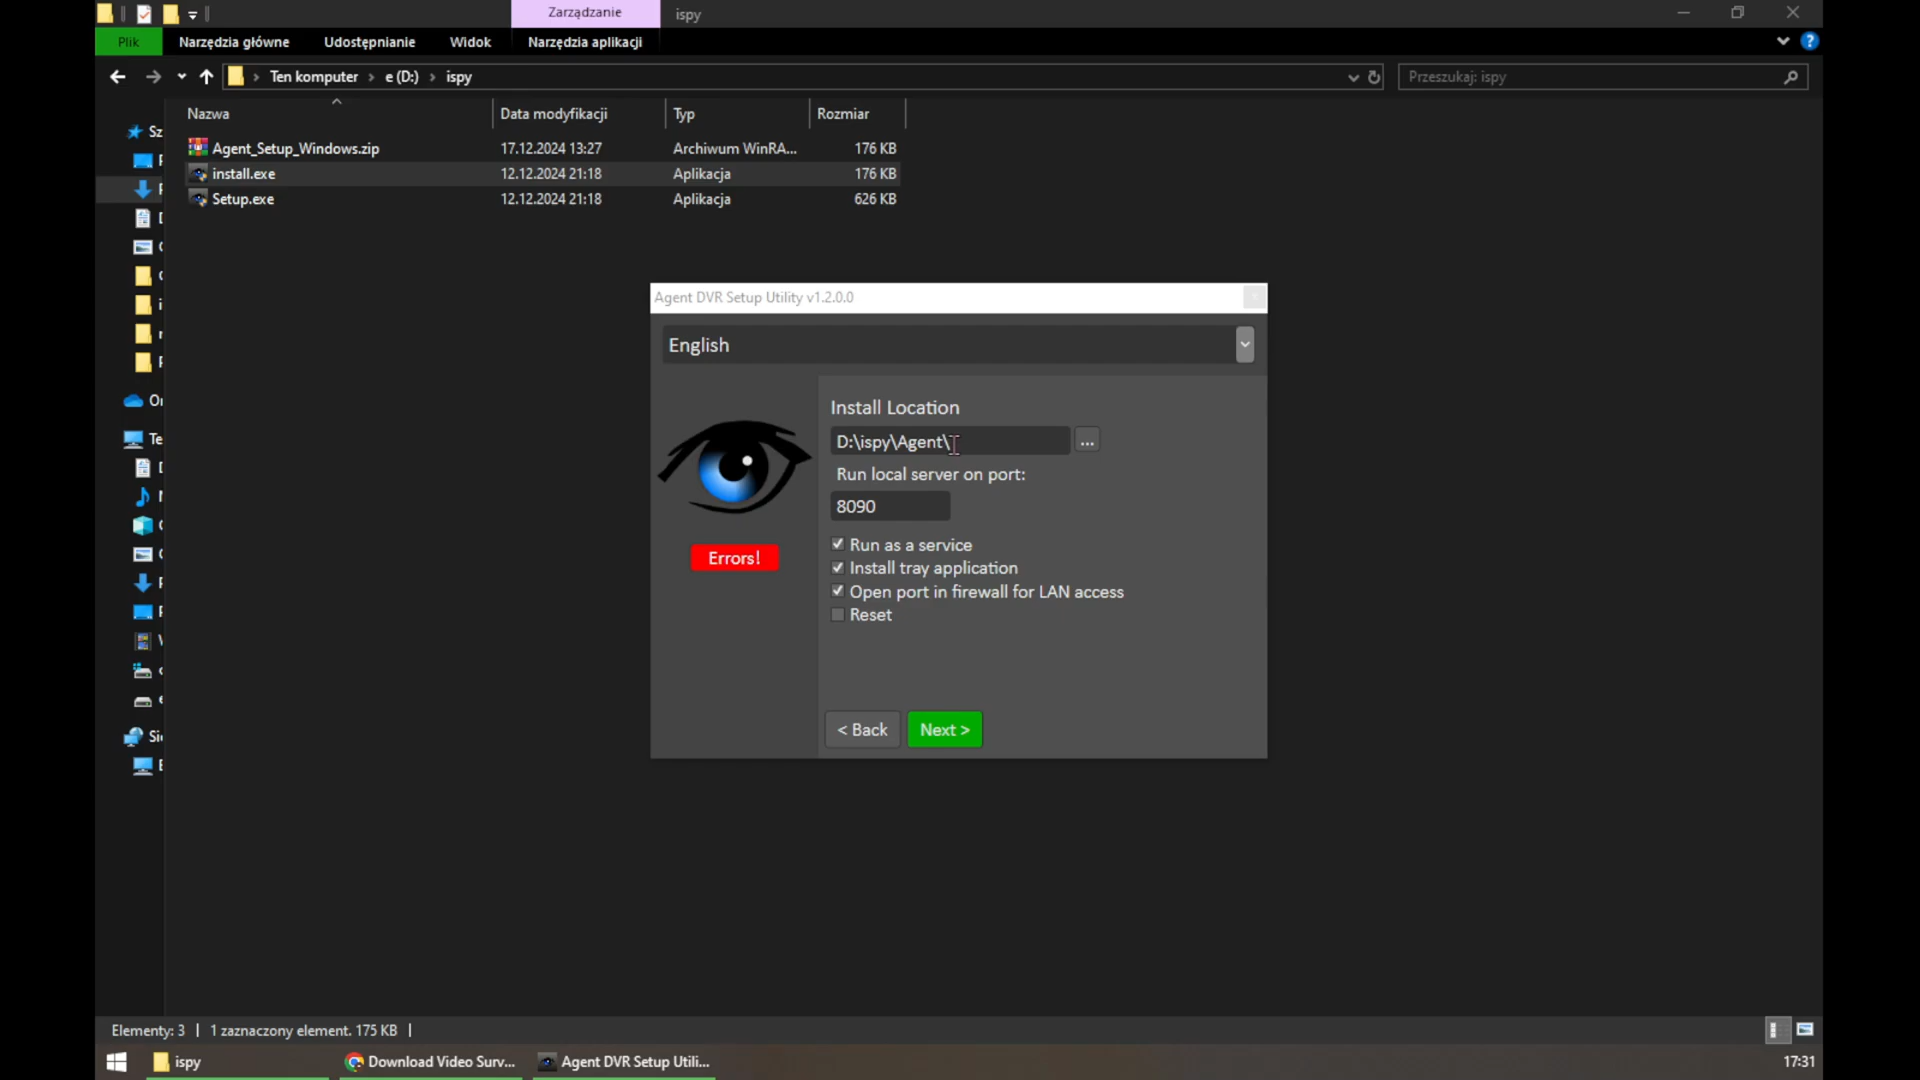 Zarządzanie
ispy
Plik
Narzędzia główne
Udostępnianie
Widok
Narzędzia aplikacji
?
Ten komputer
e (D:)
ispy
Przeszukaj: ispy
Nazwa
Data modyfikacji
Typ
Rozmiar
Agent_Setup_Windows.zip
17.12.2024 13:27
Archiwum WinRA...
176 KB
install.exe
12.12.2024 21:18
Aplikacja
176 KB
Setup.exe
12.12.2024 21:18
Aplikacja
626 KB
Sz
Te
Agent DVR Setup Utility v1.2.0.0
English
Install Location
D:\ispy\Agent\
...
Run local server on port:
8090
Errors!
Run as a service
Install tray application
Open port in firewall for LAN access
Reset
< Back
Next >
Elementy: 3
1 zaznaczony element. 175 KB
ispy
Download Video Surv...
Agent DVR Setup Utili...
17:31